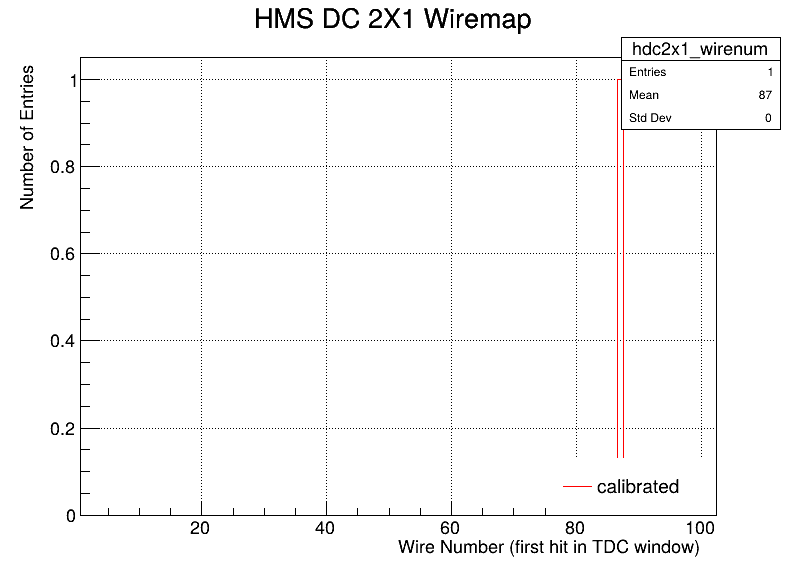 HMS DC 2X1 Wiremap
hdc2x1_wirenum
Entries 1
Mean 87
Std Dev 0
Number of Entries
1
0.8
0.6
0.4
0.2
0
calibrated
20 40 60 80 100
Wire Number (first hit in TDC window)